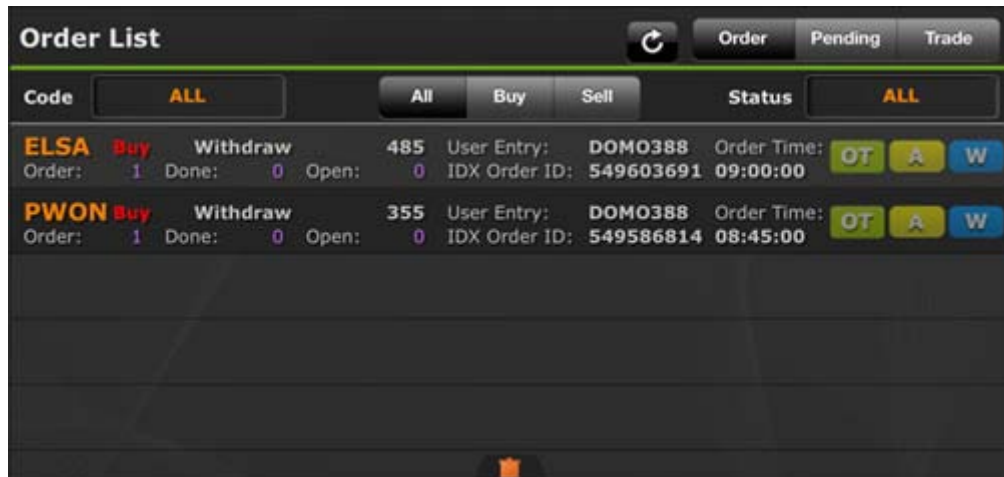 Order List Order Pending Trade
Code ALL All Buy Sell Status ALL
ELSA Buy Withdraw 485 User Entry: DOMO388 Order Time: OT A W
Order: 1 Done: 0 Open: 0 IDX Order ID: 549603691 09:00:00
PWON Buy Withdraw 355 User Entry: DOMO388 Order Time: OT A W
Order: 1 Done: 0 Open: 0 IDX Order ID: 549586814 08:45:00